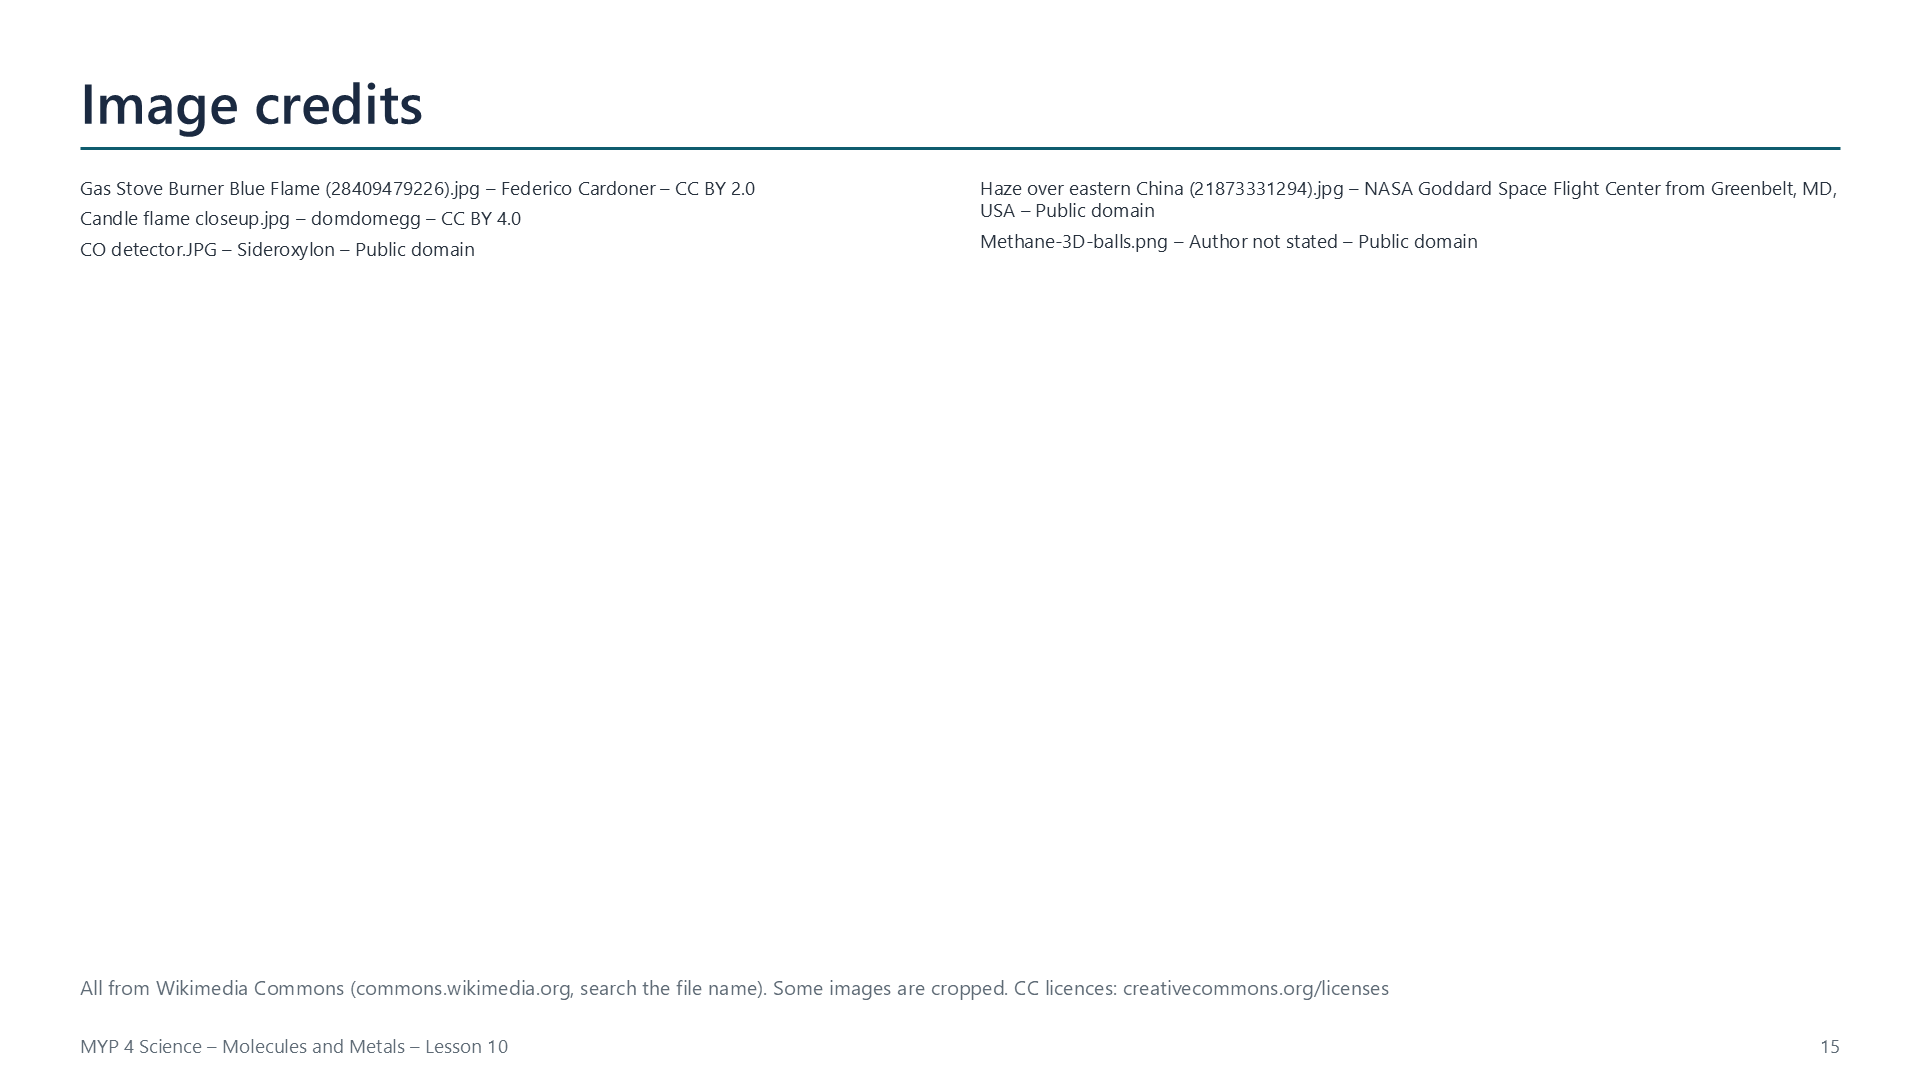 Image credits
Gas Stove Burner Blue Flame (28409479226).jpg – Federico Cardoner – CC BY 2.0
Candle flame closeup.jpg – domdomegg – CC BY 4.0
CO detector.JPG – Sideroxylon – Public domain
Haze over eastern China (21873331294).jpg – NASA Goddard Space Flight Center from Greenbelt, MD,
USA – Public domain
Methane-3D-balls.png – Author not stated – Public domain
All from Wikimedia Commons (commons.wikimedia.org, search the file name). Some images are cropped. CC licences: creativecommons.org/licenses
MYP 4 Science – Molecules and Metals – Lesson 10
15